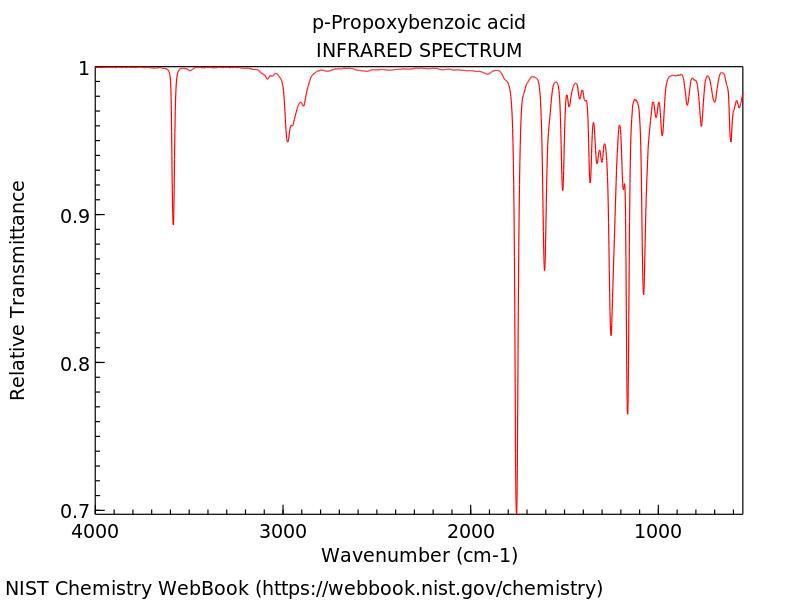 p-Propoxybenzoic acid
INFRARED SPECTRUM
1
0.9
0.8
0.7
Relative Transmittance
4000 3000 2000 1000
Wavenumber (cm-1)
NIST Chemistry WebBook (https://webbook.nist.gov/chemistry)